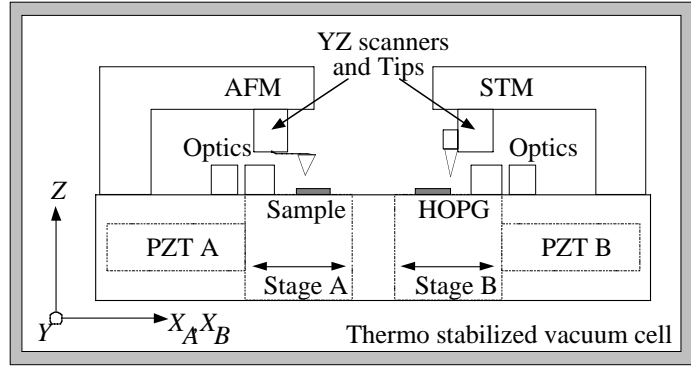 YZ scanners
and Tips
AFM
STM
Optics
Optics
Z
Sample
HOPG
PZT A
PZT B
Stage A
Stage B
Y
X_A,X_B
Thermo stabilized vacuum cell